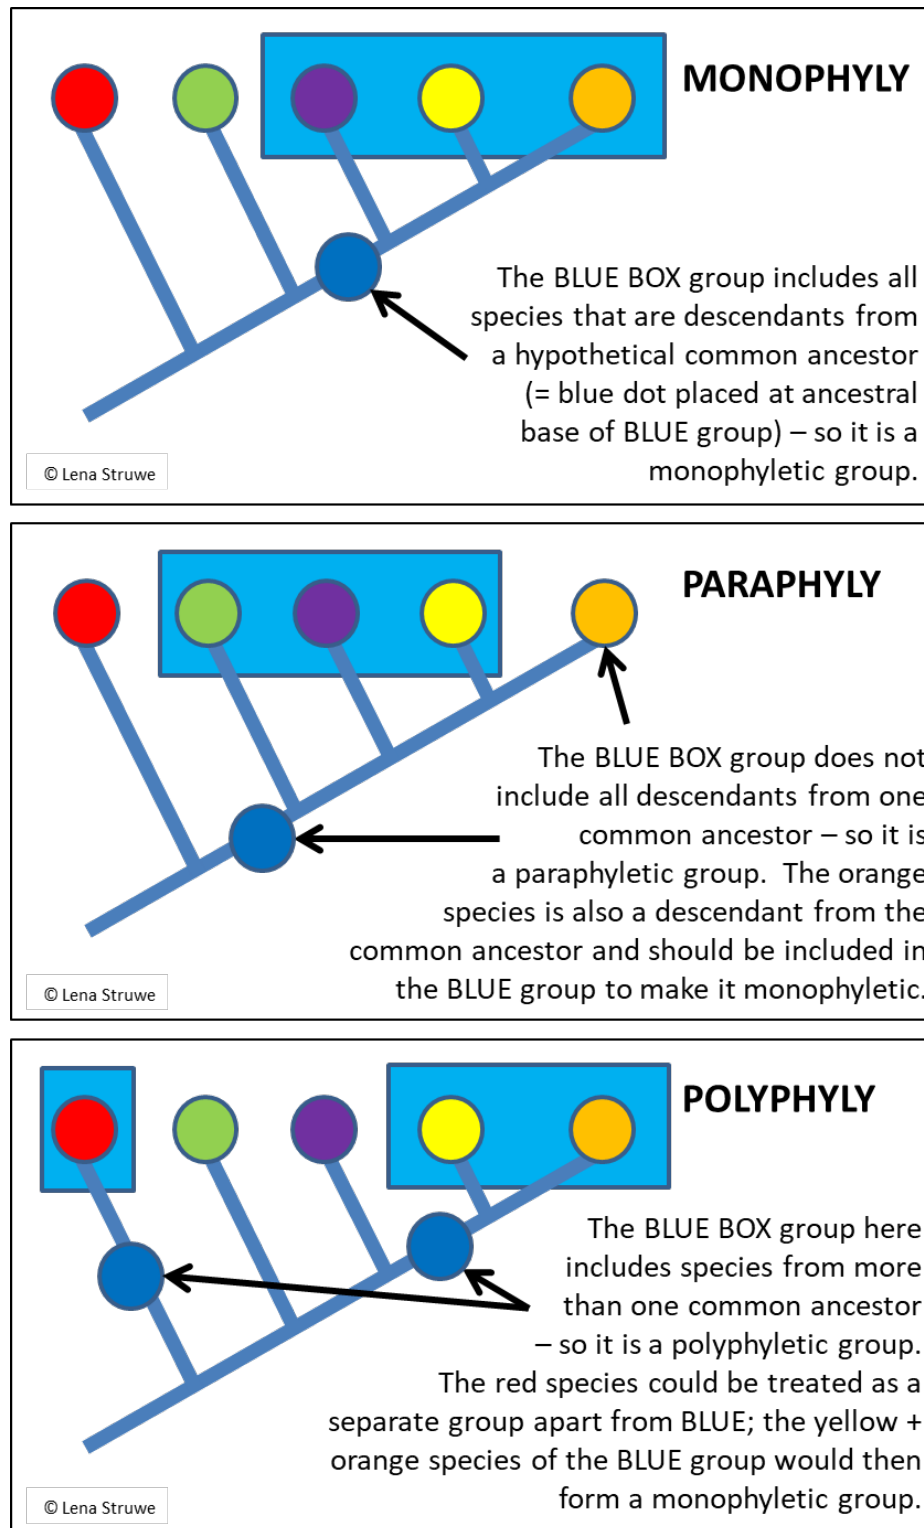 MONOPHYLY
The BLUE BOX group includes all
species that are descendants from
a hypothetical common ancestor
(= blue dot placed at ancestral
base of BLUE group) – so it is a
monophyletic group.
© Lena Struwe
PARAPHYLY
The BLUE BOX group does not
include all descendants from one
common ancestor – so it is
a paraphyletic group.  The orange
species is also a descendant from the
common ancestor and should be included in
the BLUE group to make it monophyletic.
© Lena Struwe
POLYPHYLY
The BLUE BOX group here
includes species from more
than one common ancestor
– so it is a polyphyletic group.
The red species could be treated as a
separate group apart from BLUE; the yellow +
orange species of the BLUE group would then
form a monophyletic group.
© Lena Struwe